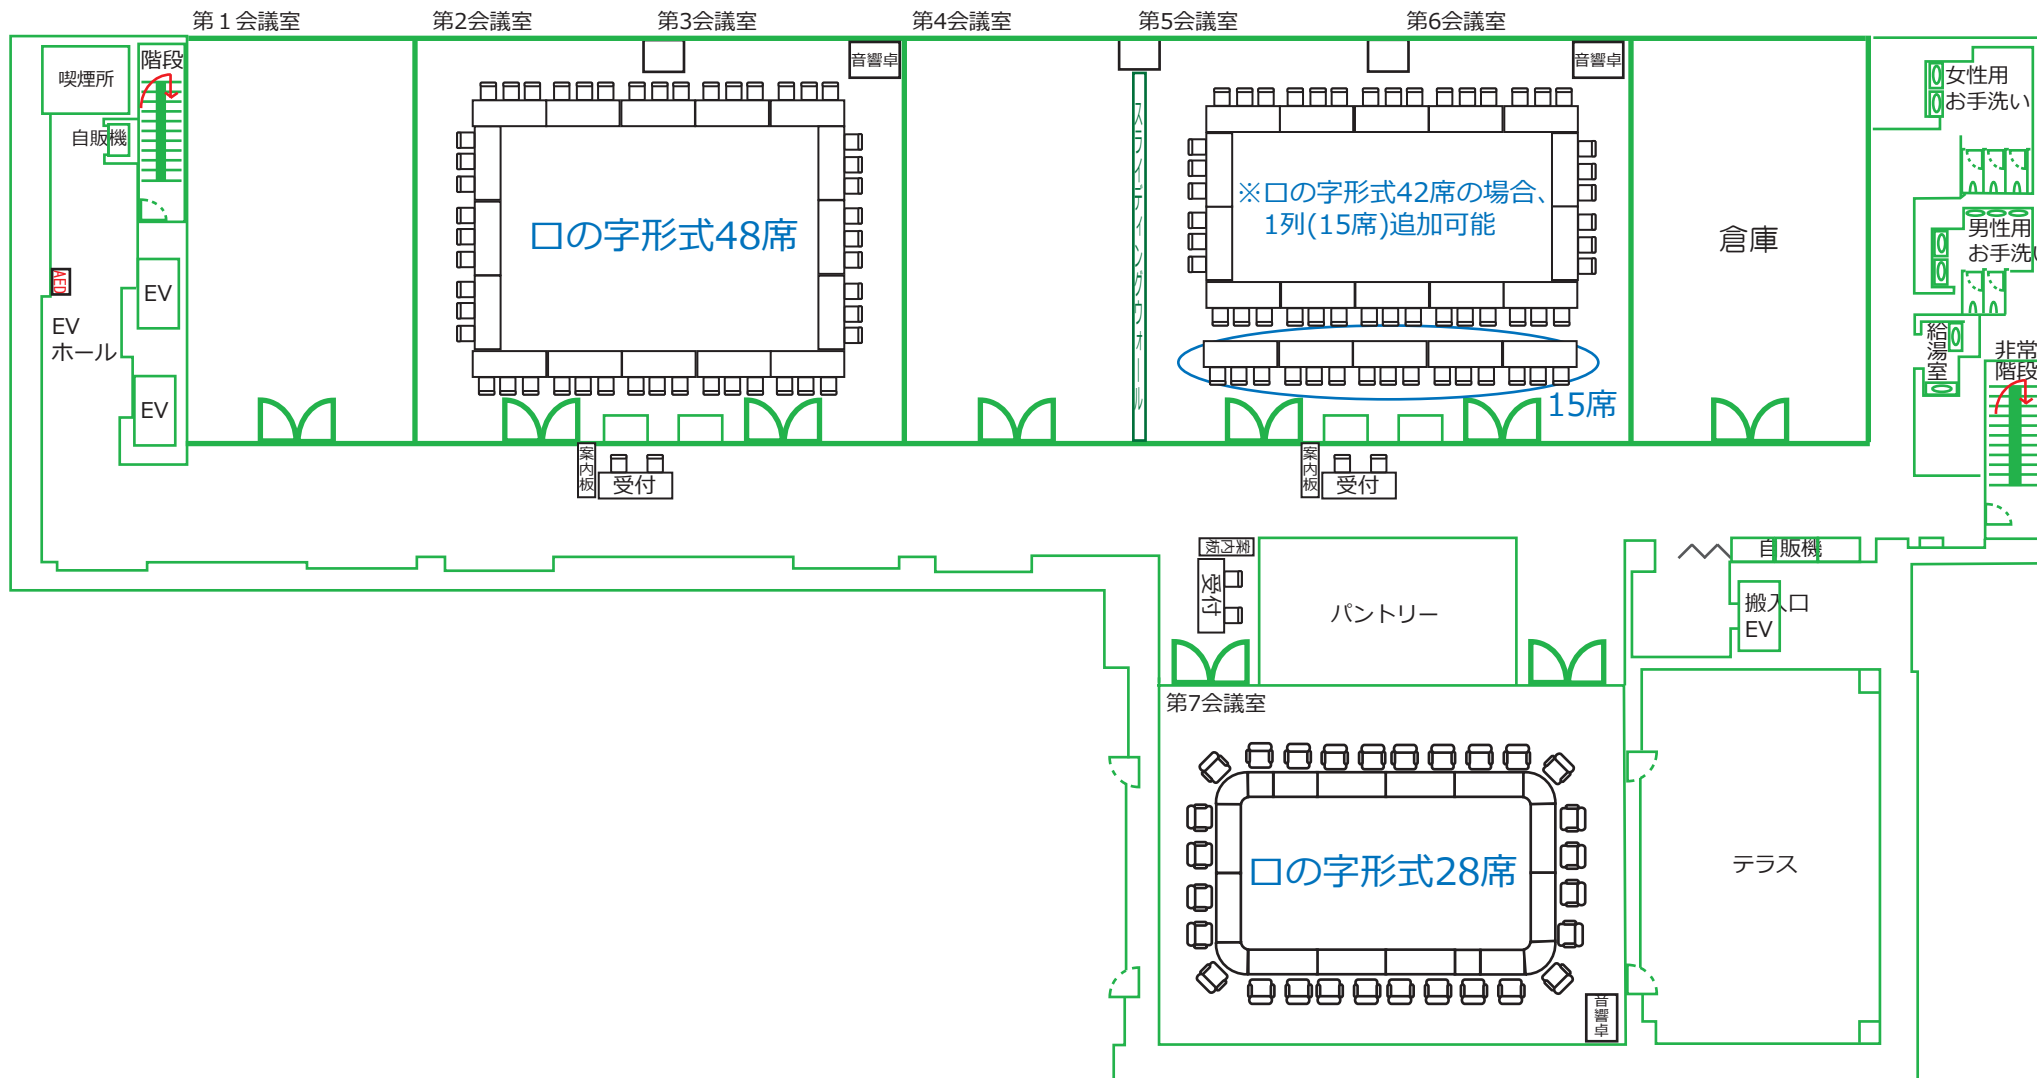 第１会議室
第2会議室
第3会議室
第4会議室
第5会議室
第6会議室
喫煙所
階段
自販機
音響卓
音響卓
女性用
お手洗い
スライディングウォール
ロの字形式48席
※ロの字形式42席の場合、
1列(15席)追加可能
倉庫
男性用
お手洗い
AED
EV
EV
ホール
EV
給湯室
非常
階段
15席
案内板
受付
案内板
受付
案内板
受付
パントリー
自販機
搬入口
EV
第7会議室
ロの字形式28席
テラス
音響卓